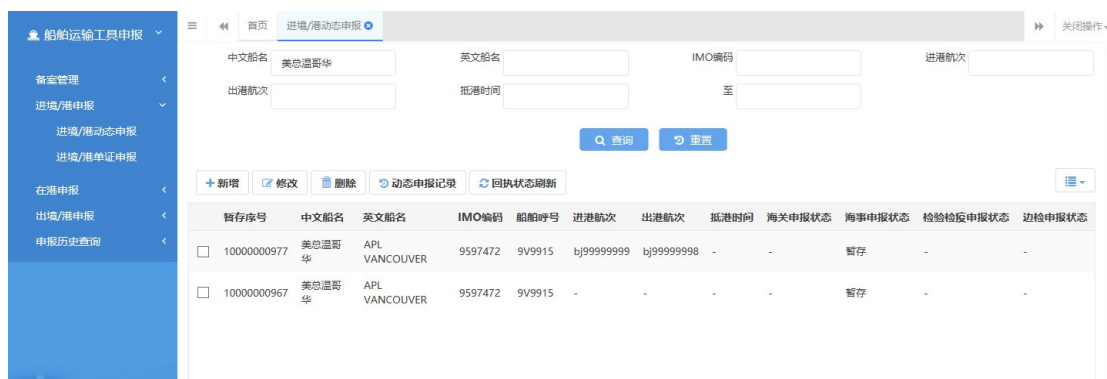 船舶运输工具申报
首页 进境/港动态申报
关闭操作
备案管理
进境/港申报
进境/港动态申报
进境/港单证申报
在港申报
出境/港申报
申报历史查询
中文船名 美总温哥华 英文船名 IMO编码 进港航次
出港航次 抵港时间 至
查询 重置
新增 修改 删除 动态申报记录 回执状态刷新
暂存序号 中文船名 英文船名 IMO编码 船舶呼号 进港航次 出港航次 抵港时间 海关申报状态 海事申报状态 检验检疫申报状态 边检申报状态
10000000977 美总温哥华 APL VANCOUVER 9597472 9V9915 bj99999999 bj99999998 - - 暂存 - -
10000000967 美总温哥华 APL VANCOUVER 9597472 9V9915 - - - - 暂存 - -